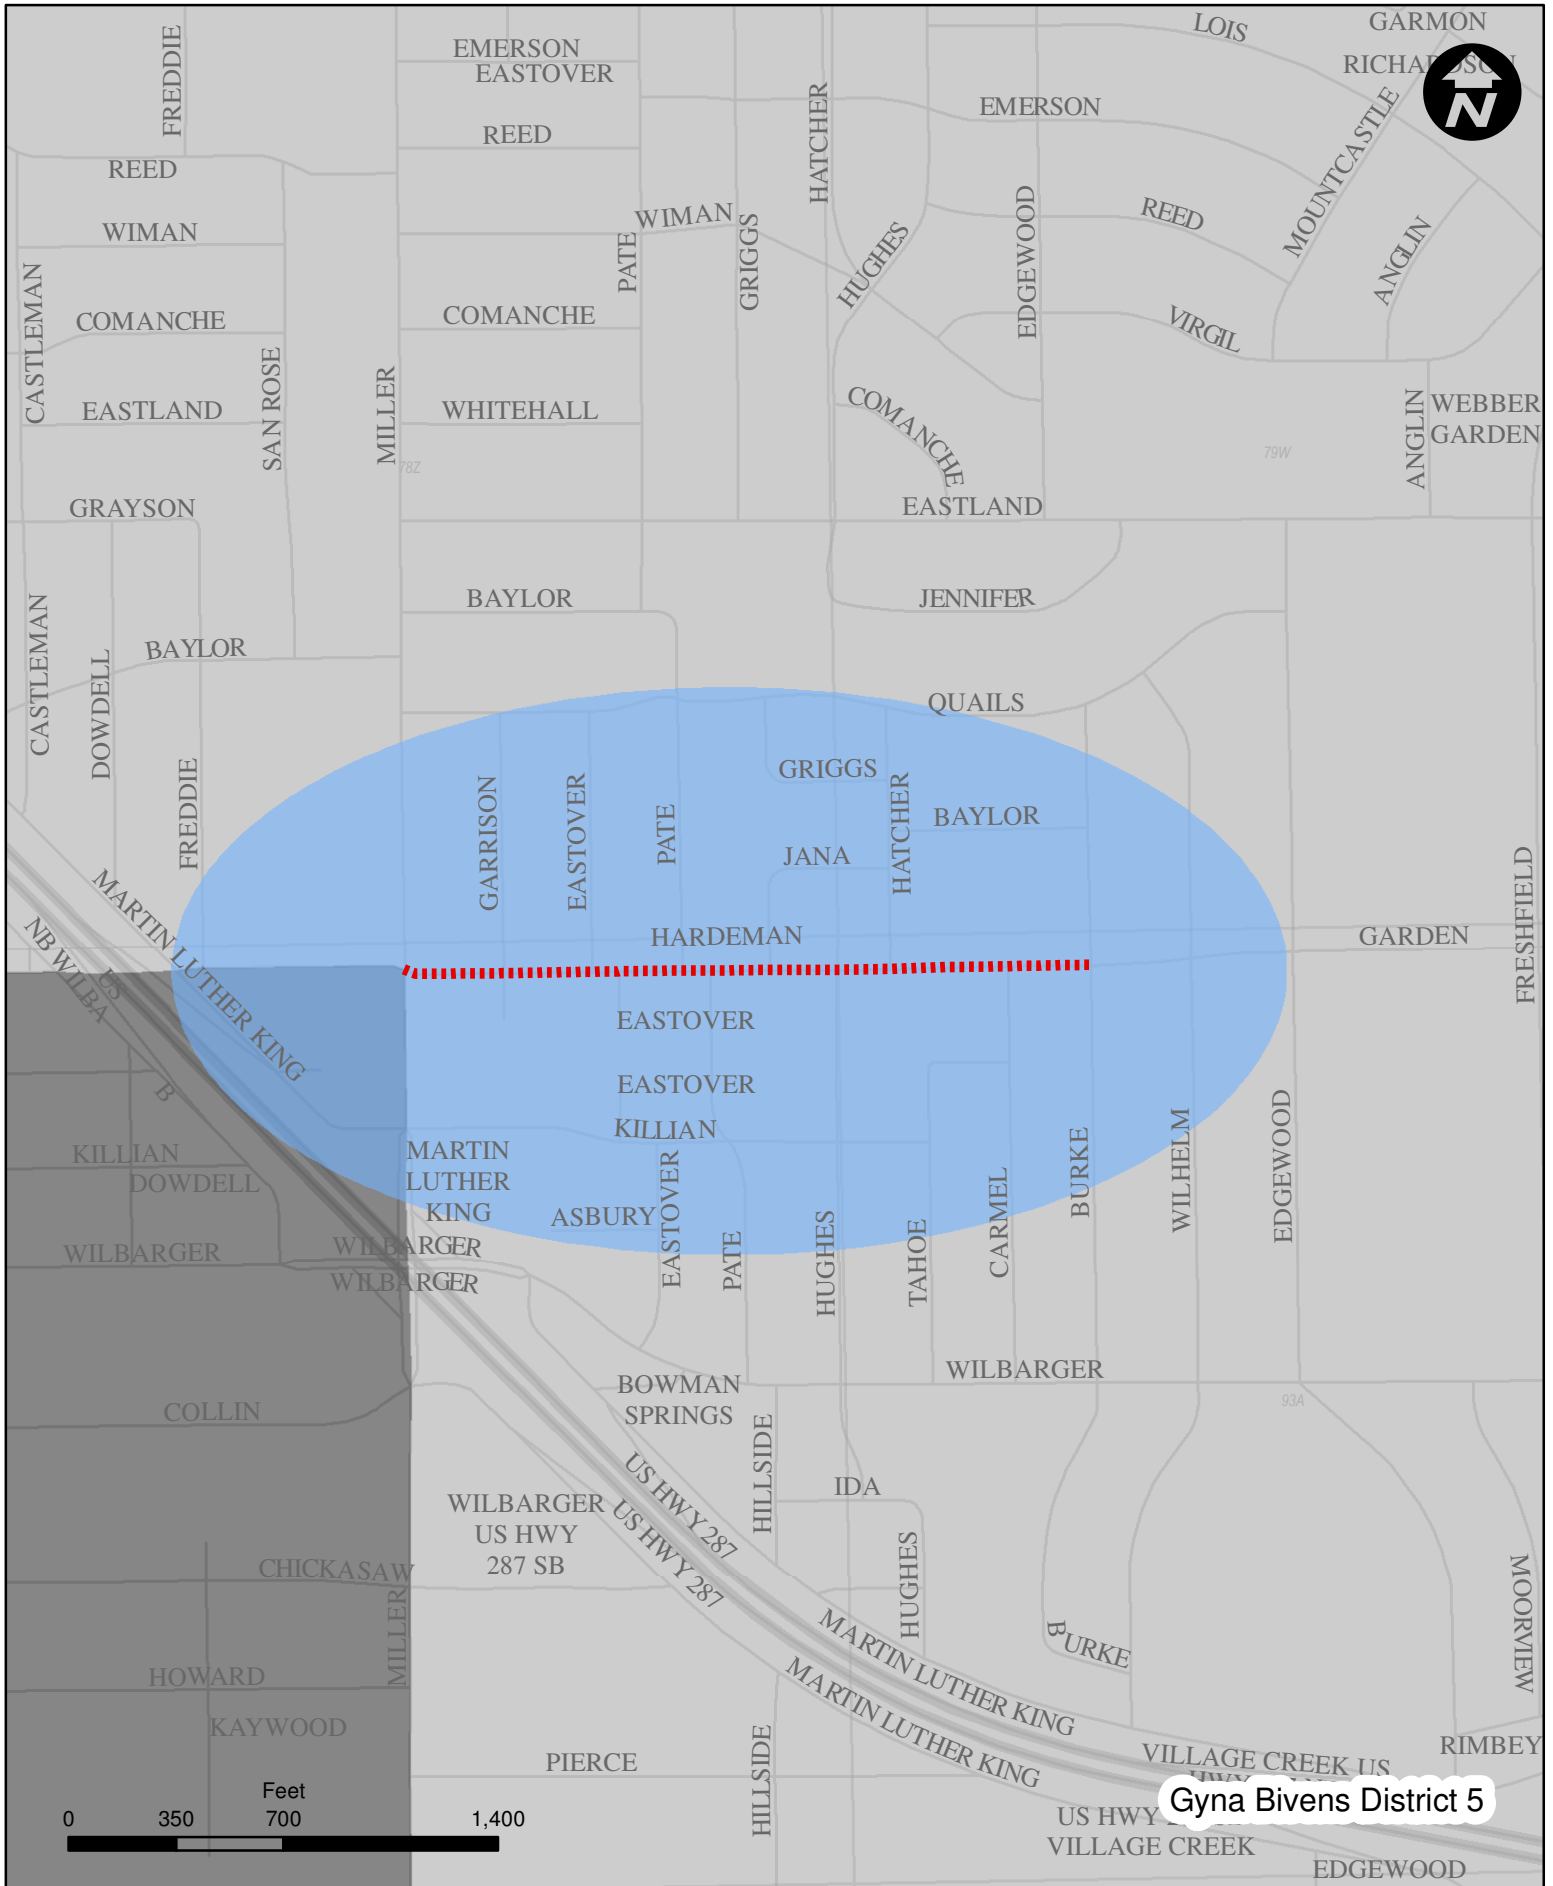 LOIS
GARMON
FREDDIE
EMERSON
EASTOVER
RICHARDSON
N
HATCHER
EMERSON
MOUNTCASTLE
REED
REED
WIMAN
WIMAN
PATE
GRIGGS
HUGHES
EDGEWOOD
REED
ANGLIN
CASTLEMAN
COMANCHE
COMANCHE
VIRGIL
SAN ROSE
MILLER
EASTLAND
WHITEHALL
COMANCHE
ANGLIN
WEBBER
GARDEN
78Z
79W
GRAYSON
EASTLAND
CASTLEMAN
DOWDELL
BAYLOR
BAYLOR
JENNIFER
QUAILS
FREDDIE
GARRISON
EASTOVER
PATE
GRIGGS
HATCHER
BAYLOR
JANA
HARDEMAN
GARDEN
FRESHFIELD
MARTIN LUTHER KING
NB WILBA
US
B
EASTOVER
EASTOVER
KILLIAN
KILLIAN
DOWDELL
MARTIN
LUTHER
KING
ASBURY
EASTOVER
PATE
HUGHES
TAHOE
CARMEL
BURKE
WILHELM
EDGEWOOD
WILBARGER
WILBARGER
WILBARGER
WILBARGER
BOWMAN
SPRINGS
93A
COLLIN
HILLSIDE
IDA
US HWY 287
US HWY 287
WILBARGER
US HWY
287 SB
HUGHES
CHICKASAW
MILLER
BURKE
MOORVIEW
HOWARD
KAYWOOD
MARTIN LUTHER KING
MARTIN LUTHER KING
PIERCE
HILLSIDE
VILLAGE CREEK US
RIMBEY
Gyna Bivens District 5
US HWY
VILLAGE CREEK
EDGEWOOD
Feet
0 350 700 1,400